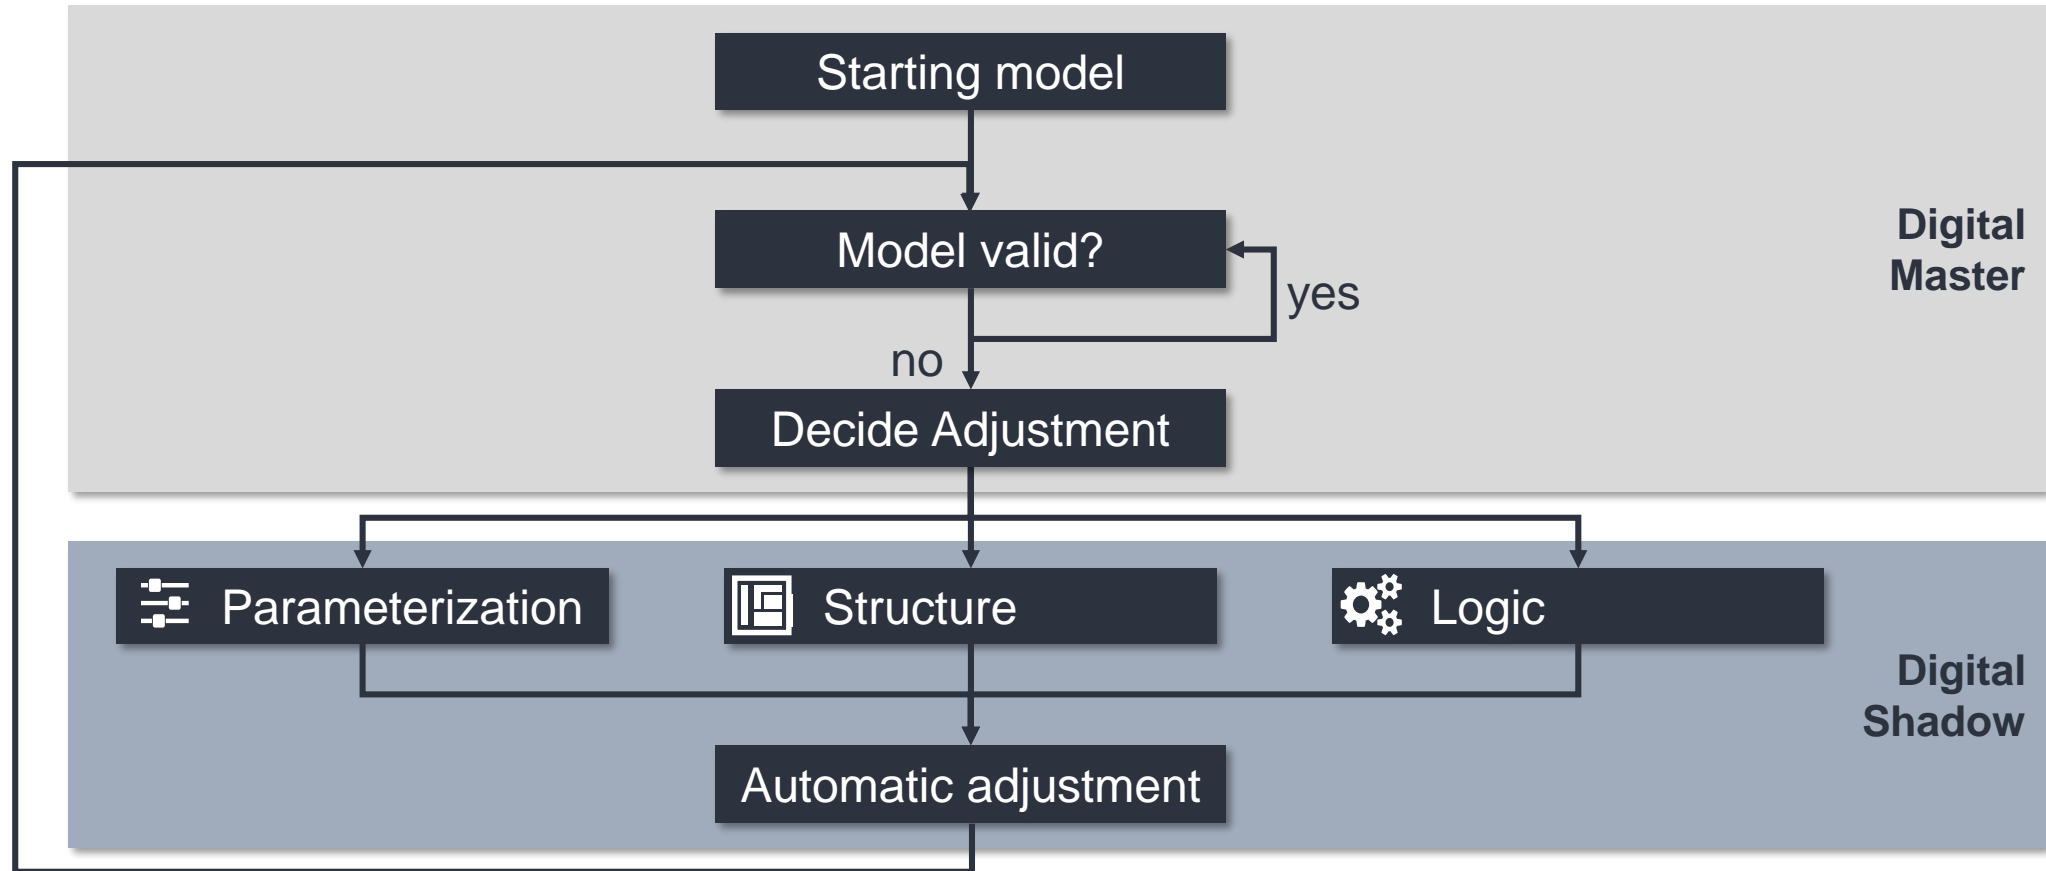 Starting model
Model valid?
yes
no
Decide Adjustment
Digital
Master
Parameterization
Structure
Logic
Digital
Shadow
Automatic adjustment